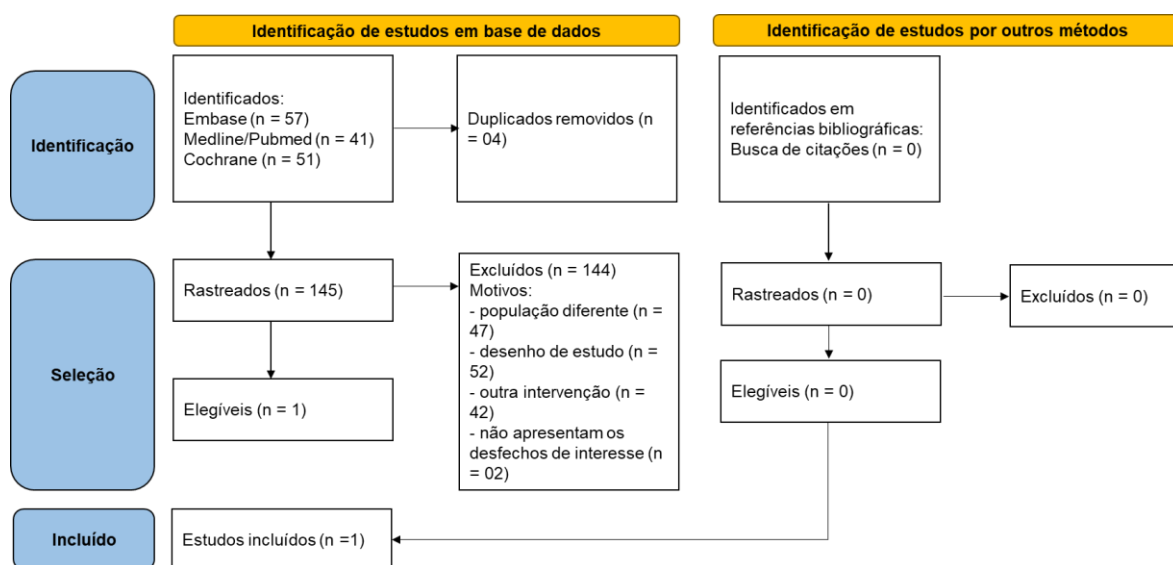 Identificação de estudos em base de dados
Identificação de estudos por outros métodos
Identificação
Identificados:
Embase (n = 57)
Medline/Pubmed (n = 41)
Cochrane (n = 51)
Duplicados removidos (n
= 04)
Identificados em
referências bibliográficas:
Busca de citações (n = 0)
Seleção
Rastreados (n = 145)
Excluídos (n = 144)
Motivos:
- população diferente (n =
47)
- desenho de estudo (n =
52)
- outra intervenção (n =
42)
- não apresentam os
desfechos de interesse (n
= 02)
Rastreados (n = 0)
Excluídos (n = 0)
Elegíveis (n = 1)
Elegíveis (n = 0)
Incluído
Estudos incluídos (n =1)